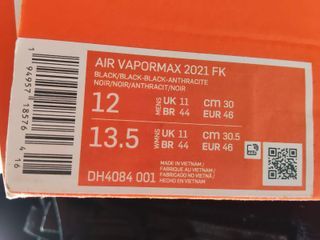 AIR VAPORMAX 2021 FK
BLACK/BLACK-BLACK-ANTHRACITE
NOIR/NOIR/ANTHRACIT/NOIR
12 MENS UK 11 cm 30
BR 44 EUR 46
13.5 WMNS UK 11 cm 30.5
BR 44 EUR 46
DH4084 001
MADE IN VIETNAM /
FABRIQUE AU VIETNAM /
FABRICADO NO VIETNÃ /
HECHO EN VIETNAM